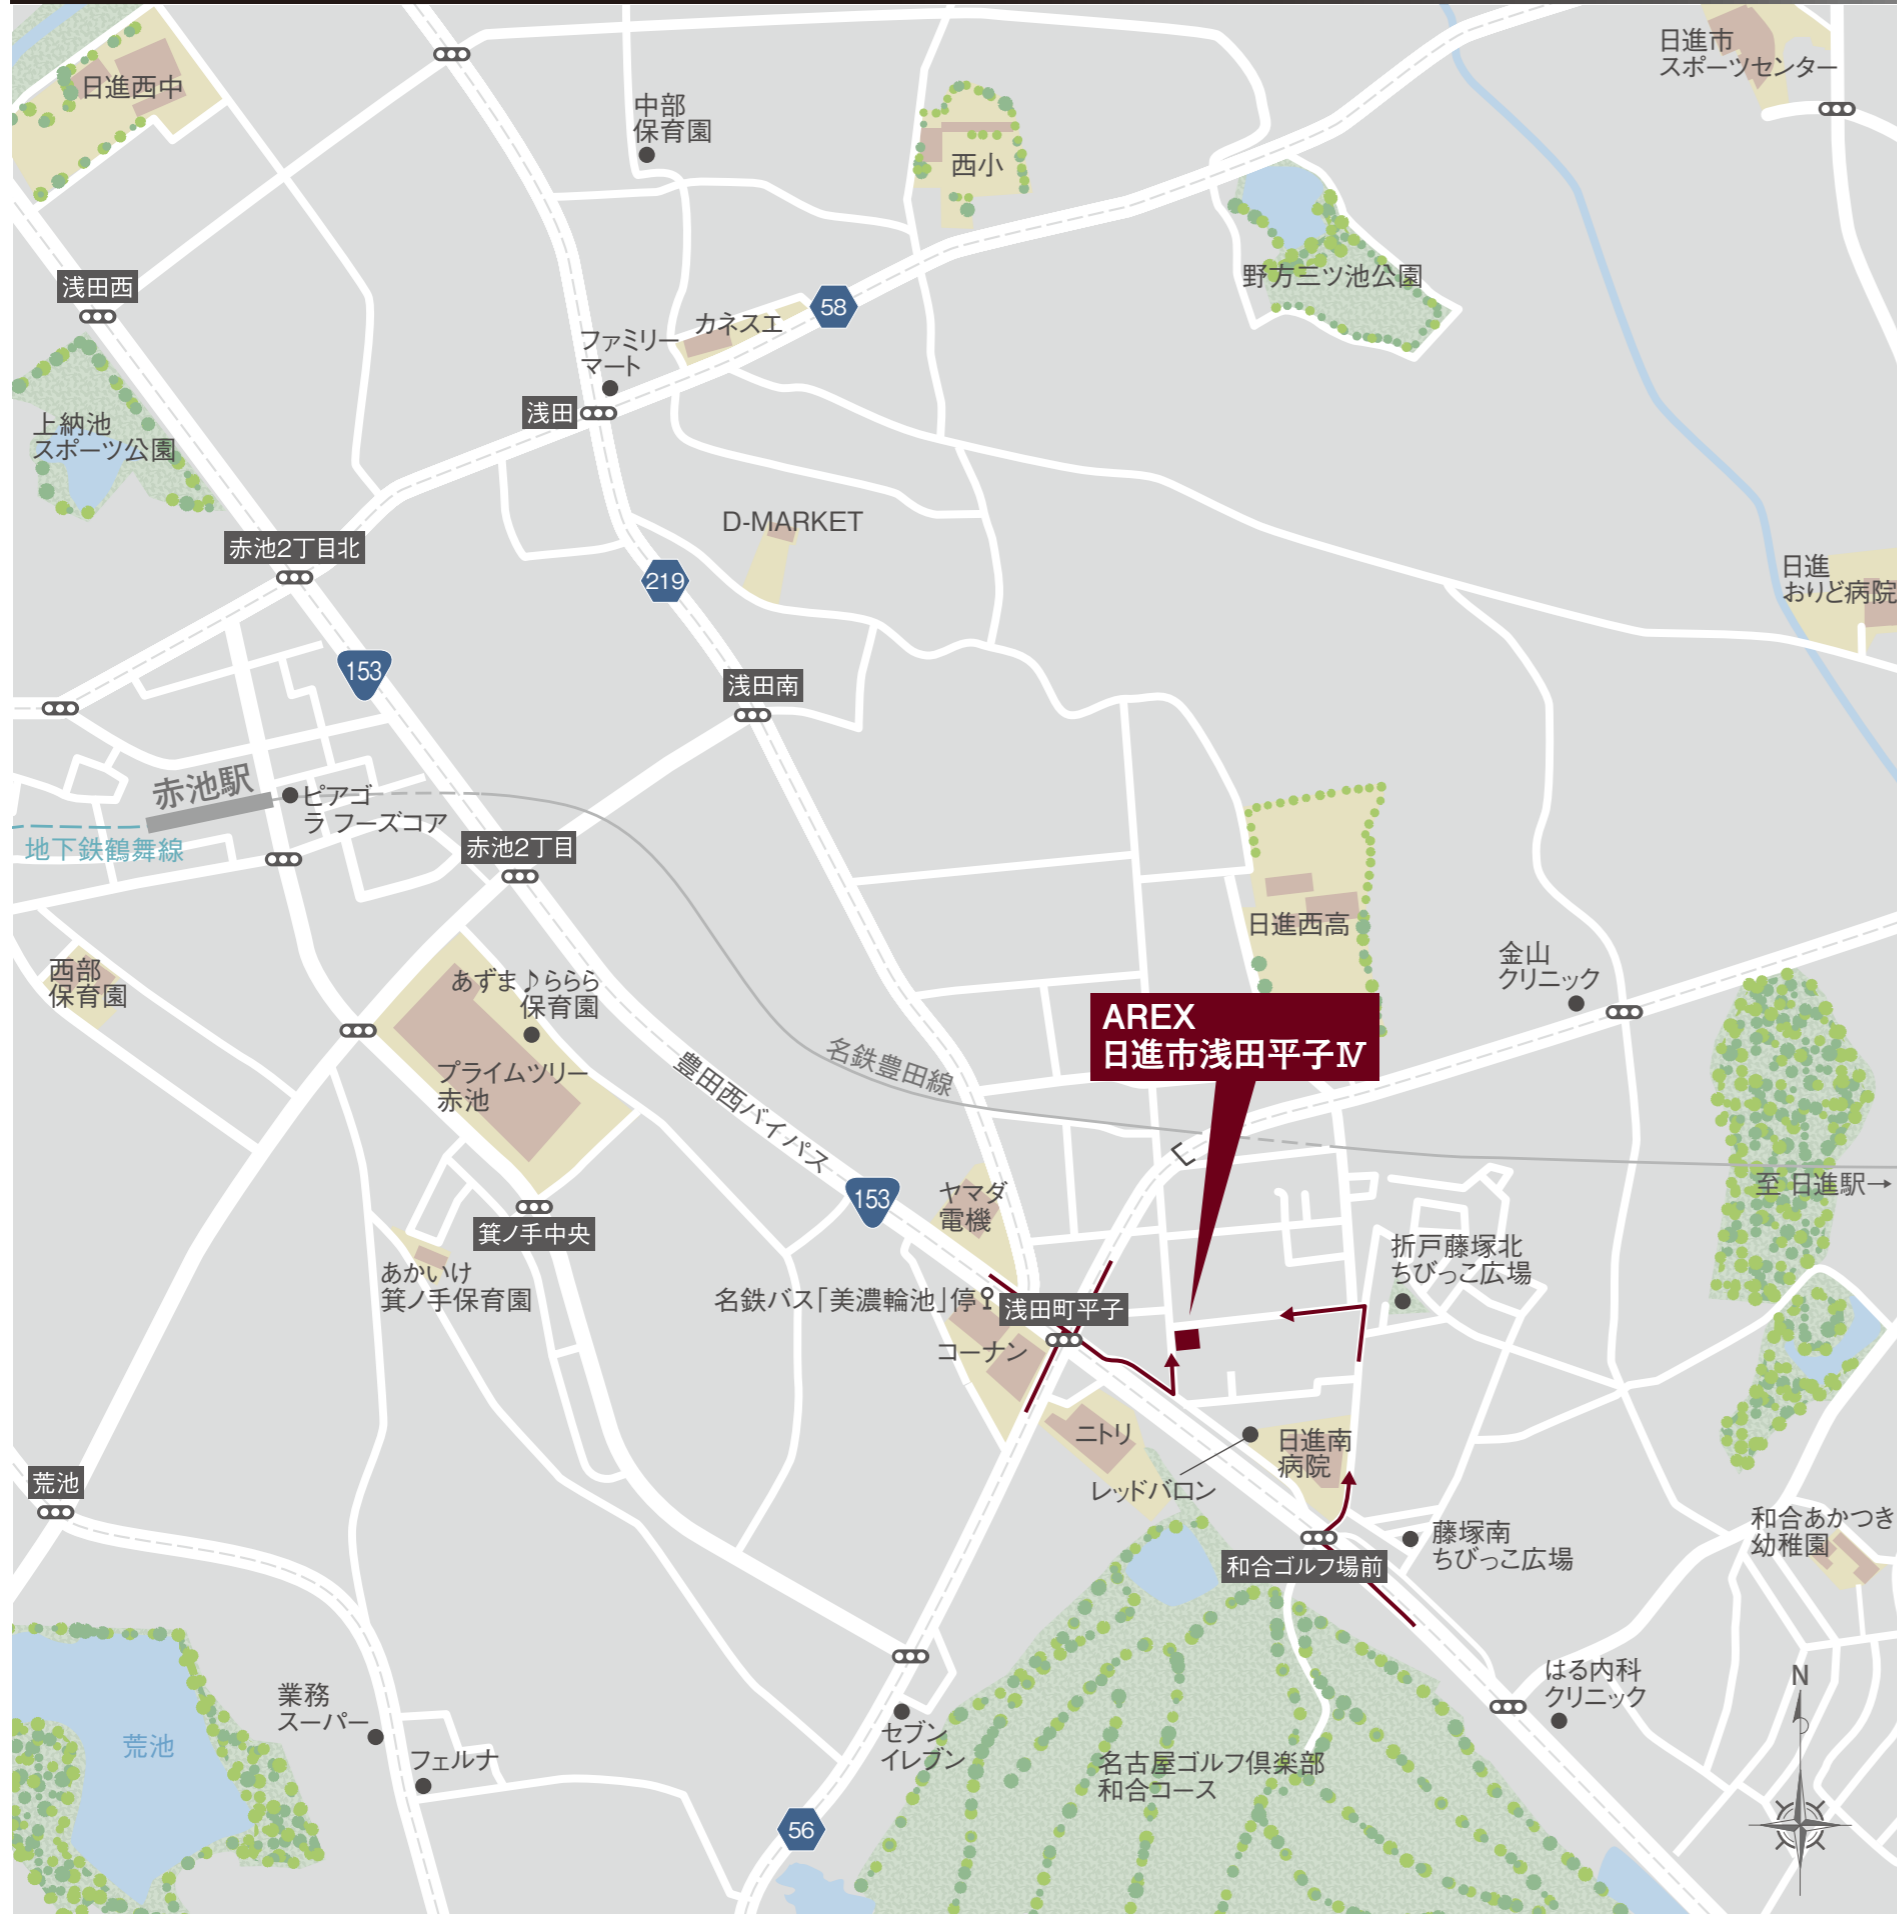 日進市
スポーツセンター
日進西中
中部
保育園
西小
野方三ツ池公園
浅田西
58
カネスエ
ファミリー
マート
浅田
上納池
スポーツ公園
D-MARKET
赤池2丁目北
219
日進
おりど病院
153
浅田南
赤池駅
ピアゴ
ラ フーズコア
地下鉄鶴舞線
赤池2丁目
日進西高
金山
クリニック
西部
保育園
あずま♪ららら
保育園
AREX
日進市浅田平子Ⅳ
プライムツリー
赤池
豊田西バイパス
名鉄豊田線
至 日進駅→
153
ヤマダ
電機
箕ノ手中央
折戸藤塚北
ちびっこ広場
あかいけ
箕ノ手保育園
名鉄バス「美濃輪池」停
浅田町平子
コーナン
ニトリ
日進南
病院
レッドバロン
荒池
和合あかつき
幼稚園
藤塚南
ちびっこ広場
和合ゴルフ場前
はる内科
クリニック
N
業務
スーパー
荒池
セブン
イレブン
フェルナ
名古屋ゴルフ倶楽部
和合コース
56